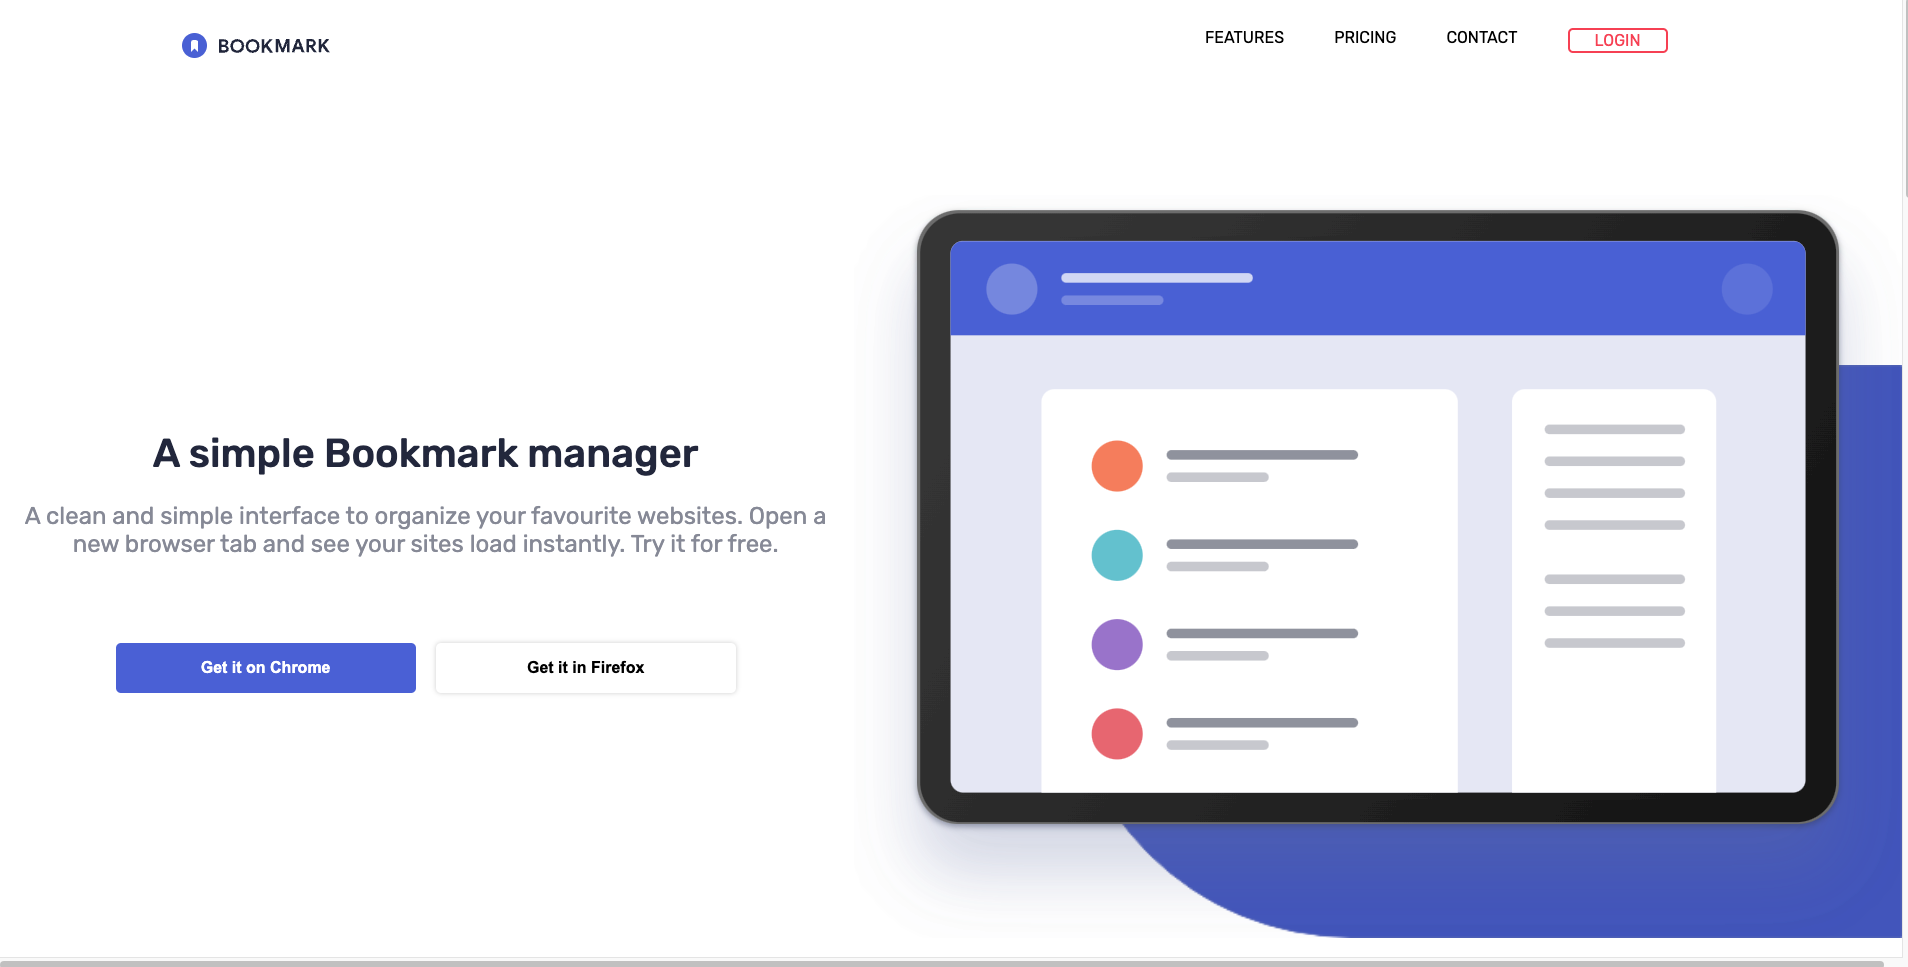 BOOKMARK
FEATURES
PRICING
CONTACT
LOGIN
A simple Bookmark manager
A clean and simple interface to organize your favourite websites. Open a
new browser tab and see your sites load instantly. Try it for free.
Get it on Chrome
Get it in Firefox